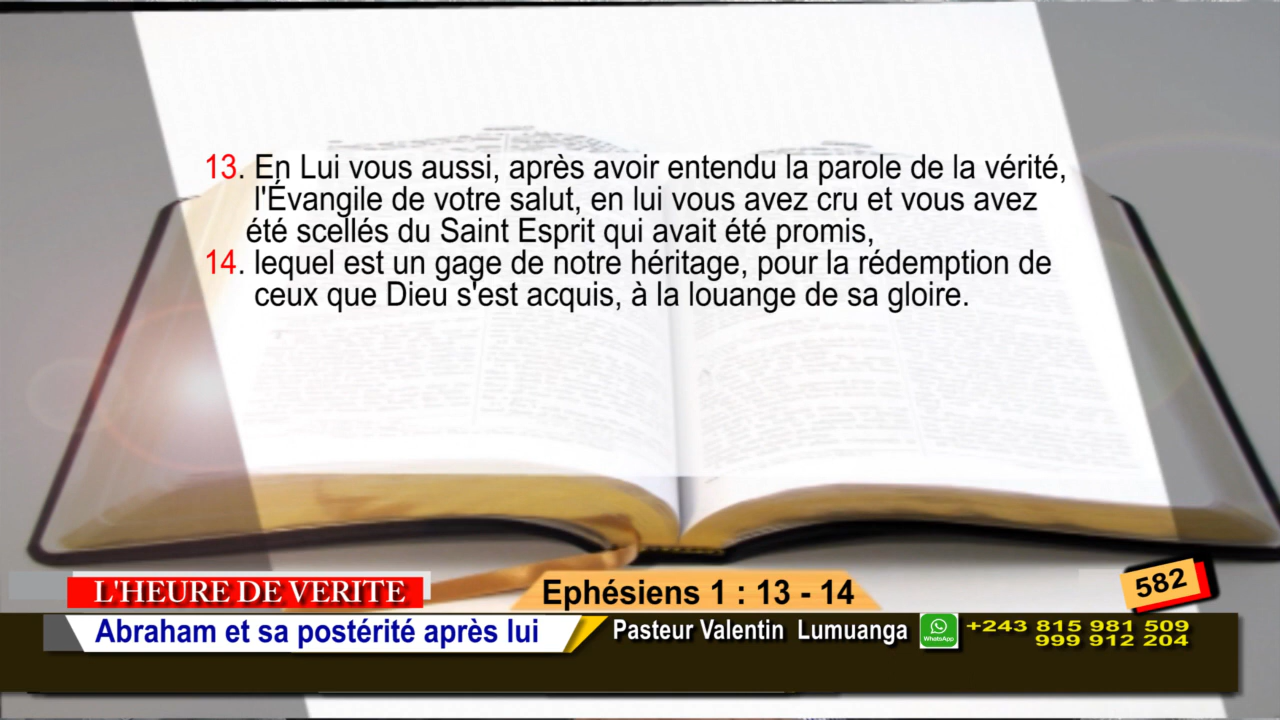 13. En Lui vous aussi, après avoir entendu la parole de la vérité,
l'Évangile de votre salut, en lui vous avez cru et vous avez
été scellés du Saint Esprit qui avait été promis,
14. lequel est un gage de notre héritage, pour la rédemption de
ceux que Dieu s'est acquis, à la louange de sa gloire.
L'HEURE DE VERITE
Ephésiens 1 : 13 - 14
582
Abraham et sa postérité après lui
Pasteur Valentin Lumuanga
WhatsApp
+243 815 981 509
999 912 204